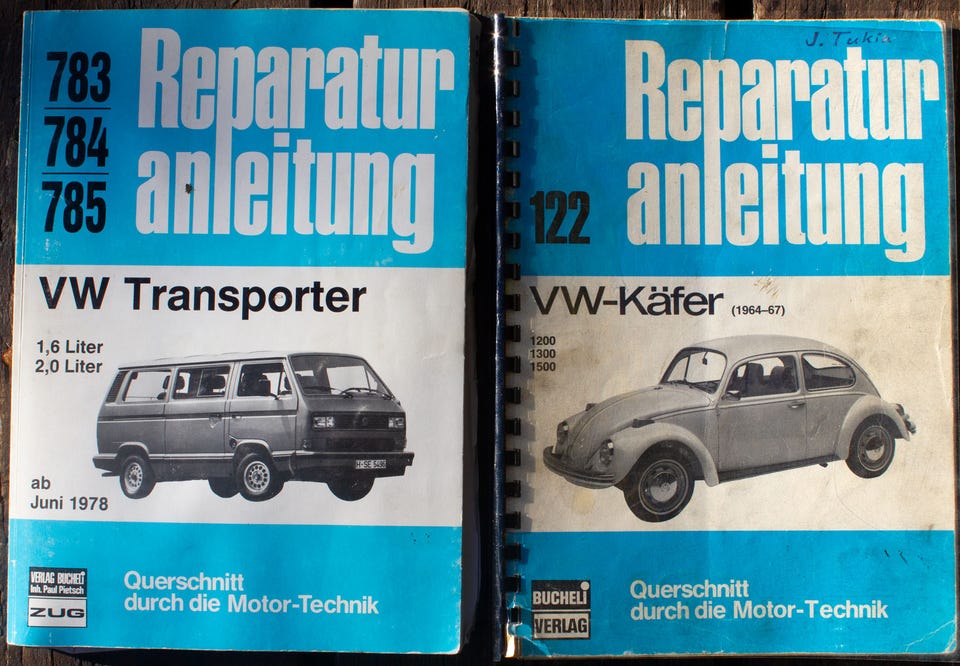 783
784
785
Reparatur
anleitung
VW Transporter
1,6 Liter
2,0 Liter
ab
Juni 1978
VERLAG BUCHELI
Inh. Paul Pietsch
ZUG
Querschnitt
durch die Motor-Technik
J. Tukia
Reparatur
anleitung
122
VW-Käfer (1964–67)
1200
1300
1500
BUCHELI
VERLAG
Querschnitt
durch die Motor-Technik